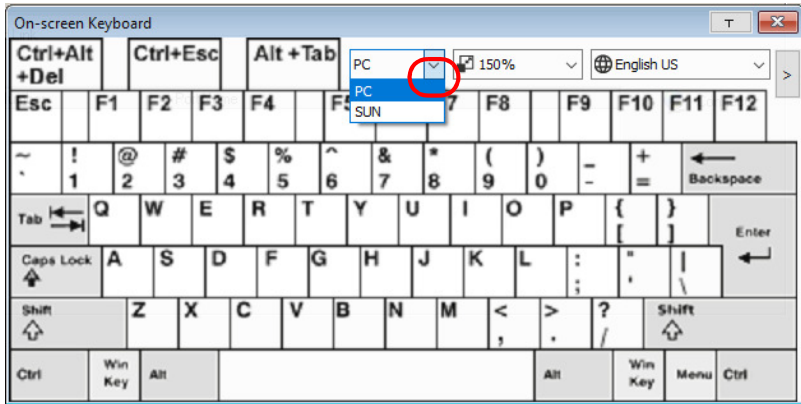 On-screen Keyboard
Ctrl+Alt +Del Ctrl+Esc Alt +Tab PC 150% English US >
PC
SUN
Esc F1 F2 F3 F4 F5 7 F8 F9 F10 F11 F12
~ ! @ # $ % ^ & * ( ) _ + Backspace
` 1 2 3 4 5 6 7 8 9 0 - =
Tab Q W E R T Y U I O P { } Enter
[ ]
Caps Lock A S D F G H J K L : " |
; ' \
Shift Z X C V B N M < > ? Shift
, . /
Ctrl Win Key Alt Alt Win Key Menu Ctrl